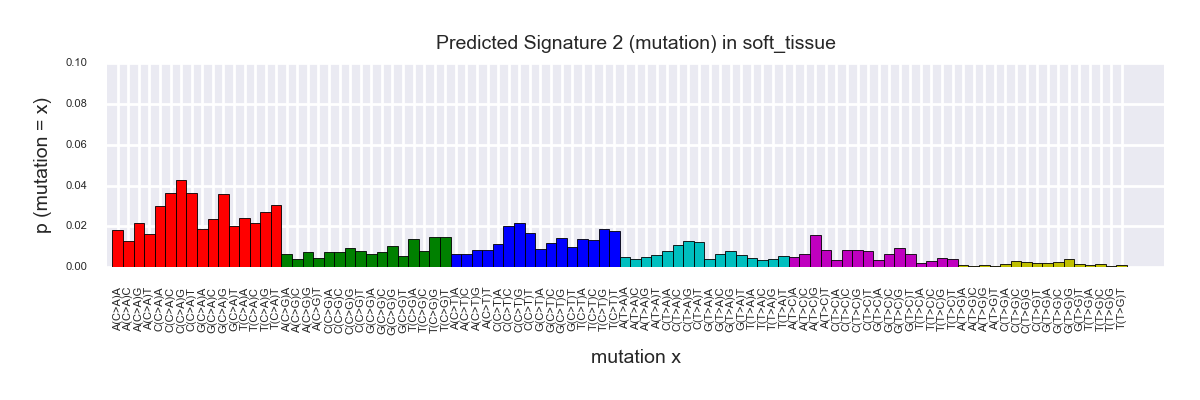 Predicted Signature 2 (mutation) in soft_tissue
p (mutation = x)
0.10
0.08
0.06
0.04
0.02
0.00
A(C>A)A
A(C>A)C
A(C>A)G
A(C>A)T
C(C>A)A
C(C>A)C
C(C>A)G
C(C>A)T
G(C>A)A
G(C>A)C
G(C>A)G
G(C>A)T
T(C>A)A
T(C>A)C
T(C>A)G
T(C>A)T
A(C>G)A
A(C>G)C
A(C>G)G
A(C>G)T
C(C>G)A
C(C>G)C
C(C>G)G
C(C>G)T
G(C>G)A
G(C>G)C
G(C>G)G
G(C>G)T
T(C>G)A
T(C>G)C
T(C>G)G
T(C>G)T
A(C>T)A
A(C>T)C
A(C>T)G
A(C>T)T
C(C>T)A
C(C>T)C
C(C>T)G
C(C>T)T
G(C>T)A
G(C>T)C
G(C>T)G
G(C>T)T
T(C>T)A
T(C>T)C
T(C>T)G
T(C>T)T
A(T>A)A
A(T>A)C
A(T>A)G
A(T>A)T
C(T>A)A
C(T>A)C
C(T>A)G
C(T>A)T
G(T>A)A
G(T>A)C
G(T>A)G
G(T>A)T
T(T>A)A
T(T>A)C
T(T>A)G
T(T>A)T
A(T>C)A
A(T>C)C
A(T>C)G
A(T>C)T
C(T>C)A
C(T>C)C
C(T>C)G
C(T>C)T
G(T>C)A
G(T>C)C
G(T>C)G
G(T>C)T
T(T>C)A
T(T>C)C
T(T>C)G
T(T>C)T
A(T>G)A
A(T>G)C
A(T>G)G
A(T>G)T
C(T>G)A
C(T>G)C
C(T>G)G
C(T>G)T
G(T>G)A
G(T>G)C
G(T>G)G
G(T>G)T
T(T>G)A
T(T>G)C
T(T>G)G
T(T>G)T
mutation x